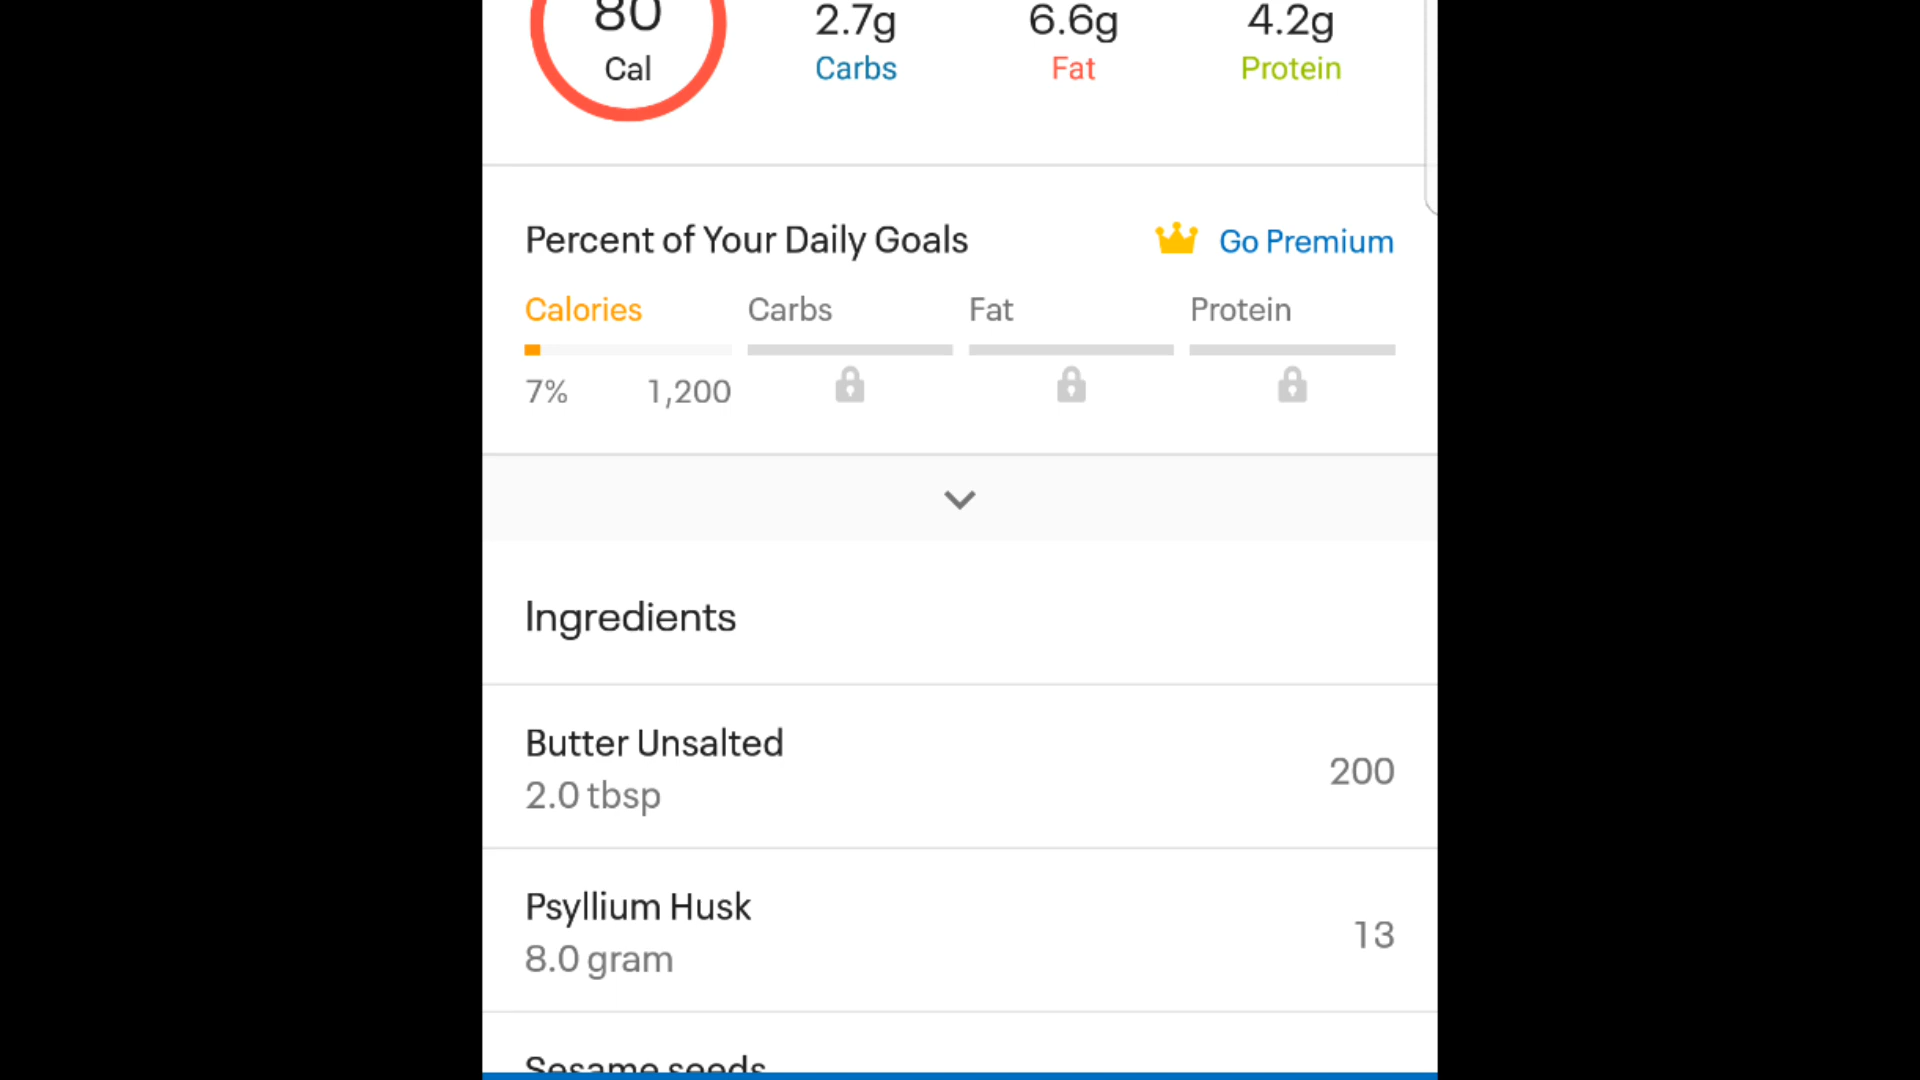 80 2.7g 6.6g 4.2g
Cal Carbs Fat Protein
Percent of Your Daily Goals Go Premium
Calories Carbs Fat Protein
7% 1,200
Ingredients
Butter Unsalted
2.0 tbsp
200
Psyllium Husk
8.0 gram
13
Sesame seeds